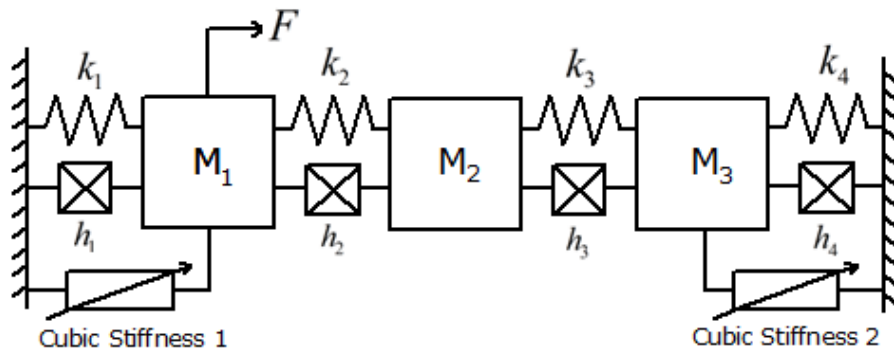 F
k₁ k₂ k₃ k₄
M₁ M₂ M₃
h₁ h₂ h₃ h₄
Cubic Stiffness 1 Cubic Stiffness 2